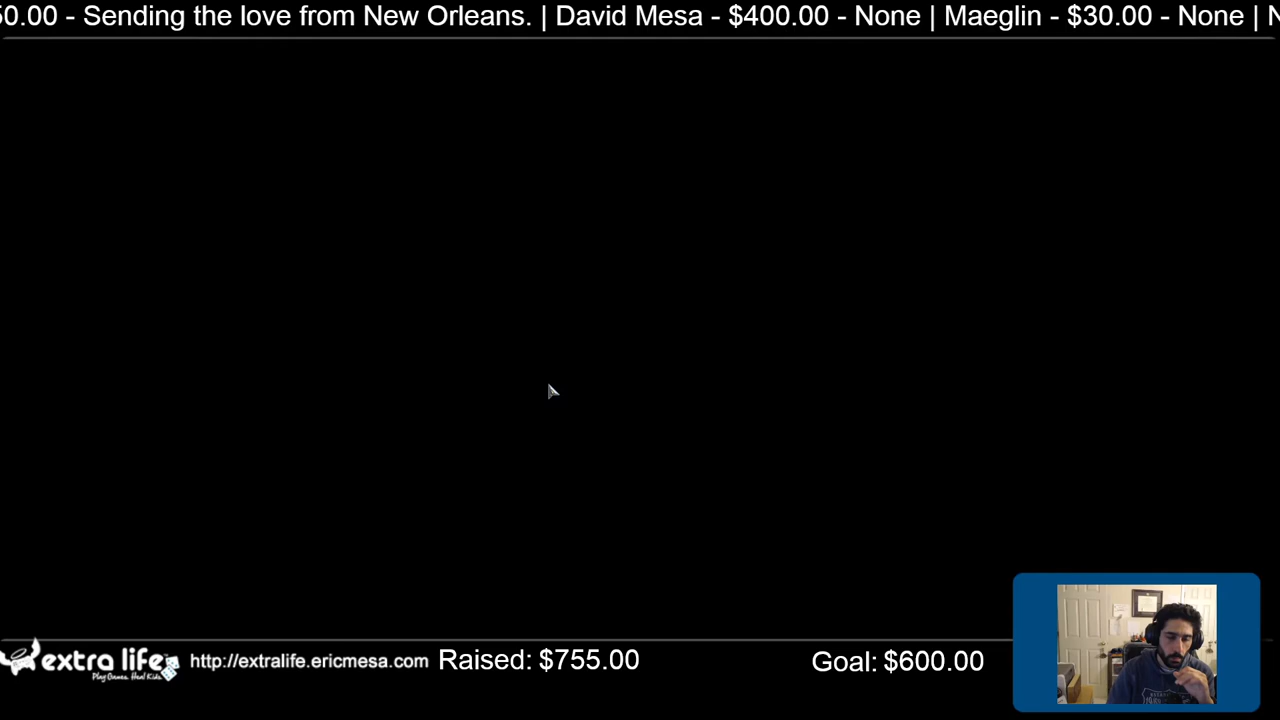 50.00 - Sending the love from New Orleans. | David Mesa - $400.00 - None | Maeglin - $30.00 - None |
extra life
Play Games. Heal Kids.
http://extralife.ericmesa.com
Raised: $755.00
Goal: $600.00